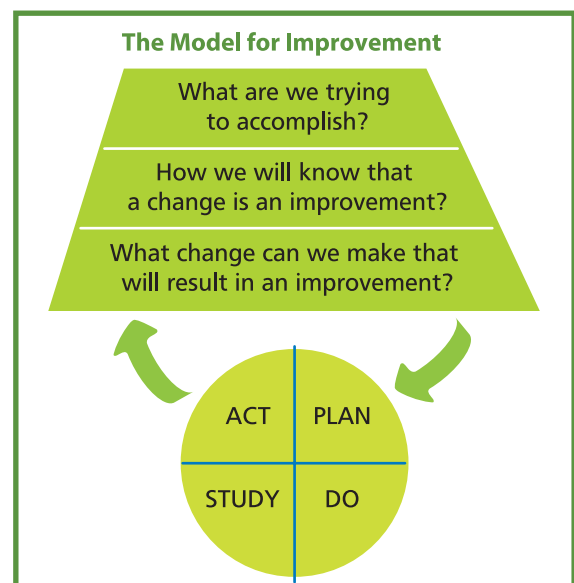 The Model for Improvement
What are we trying
to accomplish?
How we will know that
a change is an improvement?
What change can we make that
will result in an improvement?
ACT
PLAN
STUDY
DO